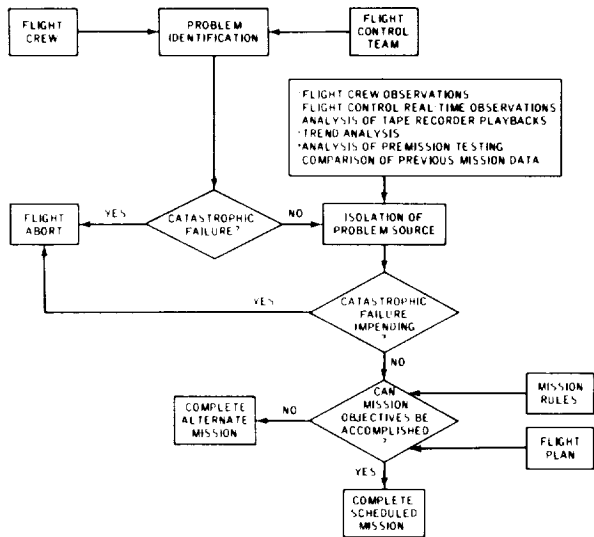 FLIGHT
CREW
PROBLEM
IDENTIFICATION
FLIGHT
CONTROL
TEAM
FLIGHT CREW OBSERVATIONS
FLIGHT CONTROL REAL-TIME OBSERVATIONS
ANALYSIS OF TAPE RECORDER PLAYBACKS
TREND ANALYSIS
ANALYSIS OF PREMISSION TESTING
COMPARISON OF PREVIOUS MISSION DATA
FLIGHT
ABORT
YES
CATASTROPHIC
FAILURE?
NO
ISOLATION OF
PROBLEM SOURCE
YES
CATASTROPHIC
FAILURE
IMPENDING
?
NO
CAN
MISSION
OBJECTIVES BE
ACCOMPLISHED
?
MISSION
RULES
COMPLETE
ALTERNATE
MISSION
NO
FLIGHT
PLAN
YES
COMPLETE
SCHEDULED
MISSION